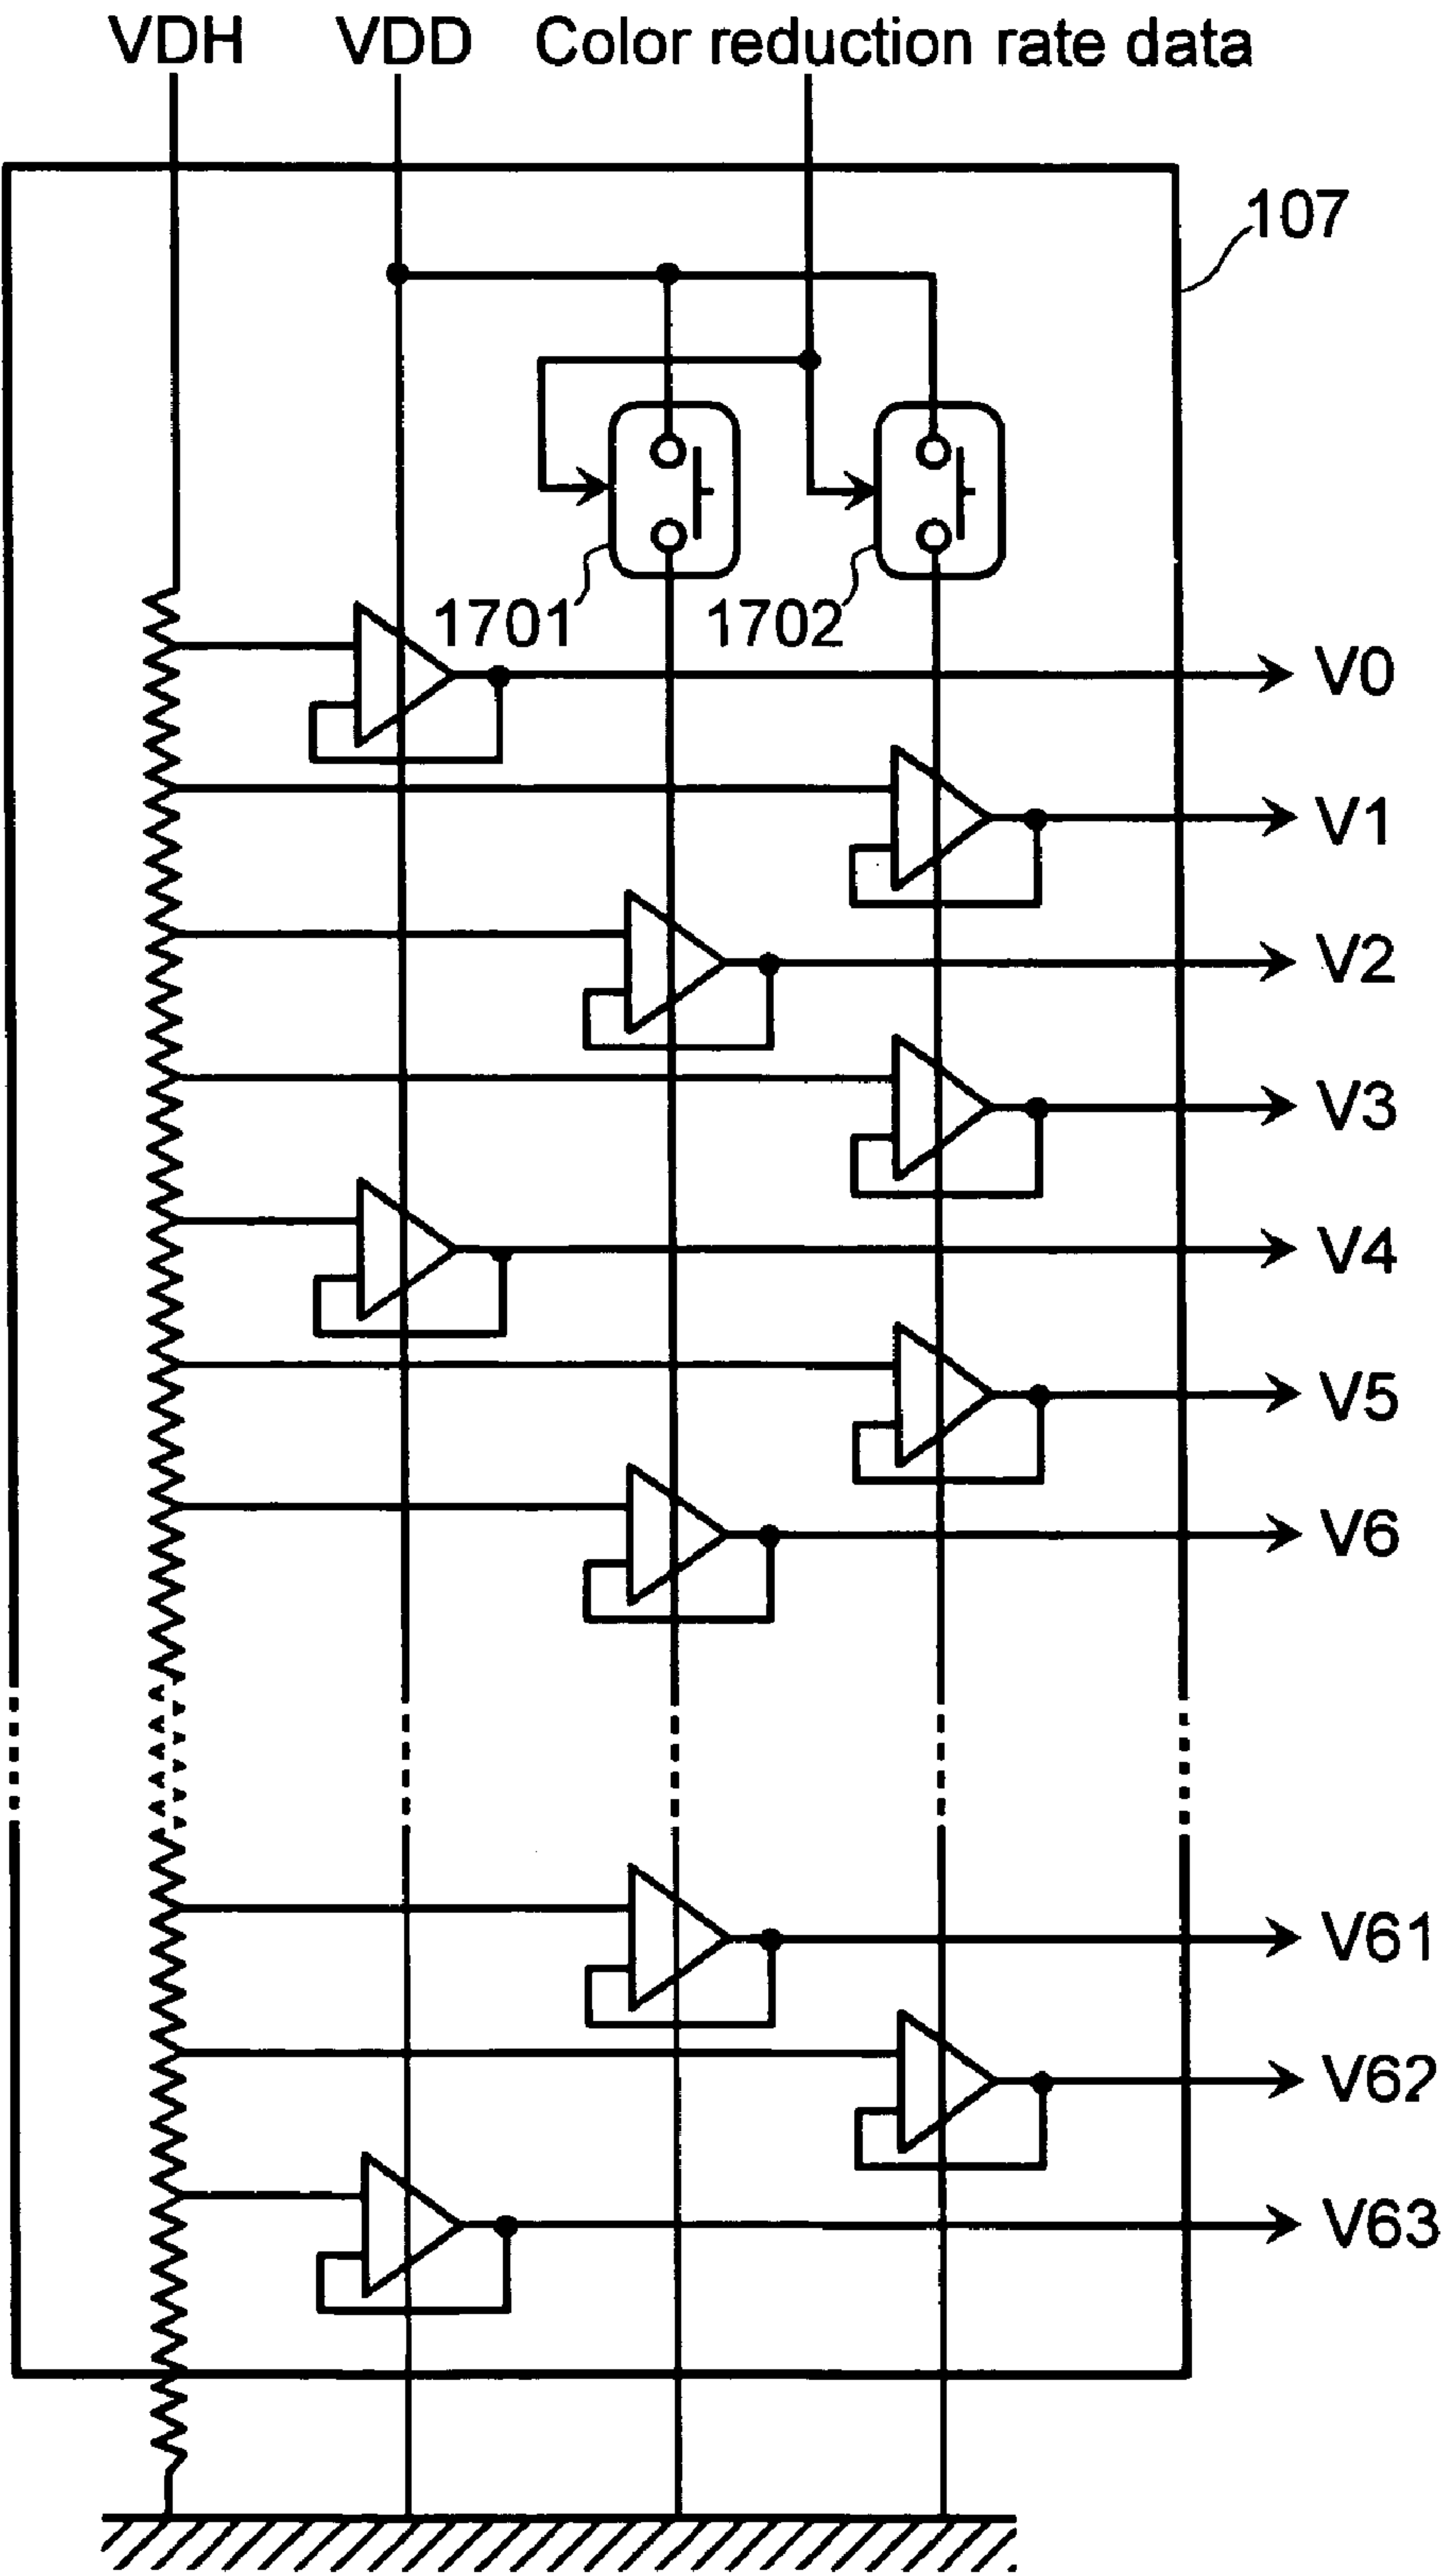 VDH VDD Color reduction rate data
107
1701 1702
V0
V1
V2
V3
V4
V5
V6
V61
V62
V63